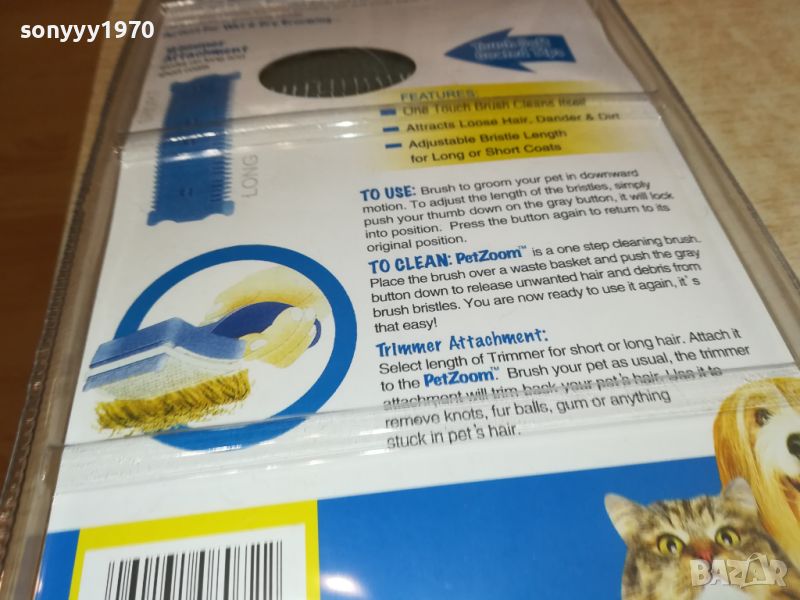 sonyyy1970
Trimmer
Attachment
LONG
Touch Soft
FEATURES:
One Touch Brush Cleans Itself
Attracts Loose Hair, Dander & Dirt
Adjustable Bristle Length
for Long or Short Coats
TO USE: Brush to groom your pet in downward
motion. To adjust the length of the bristles, simply
push your thumb down on the gray button, it will lock
into position. Press the button again to return to its
original position.
TO CLEAN: PetZoom™ is a one step cleaning brush.
Place the brush over a waste basket and push the gray
button down to release unwanted hair and debris from
brush bristles. You are now ready to use it again, it's
that easy!
Trimmer Attachment:
Select length of Trimmer for short or long hair. Attach it
to the PetZoom™. Brush your pet as usual, the trimmer
attachment will trim back your pet's hair. Use it to
remove knots, fur balls, gum or anything
stuck in pet's hair.
BAZAR